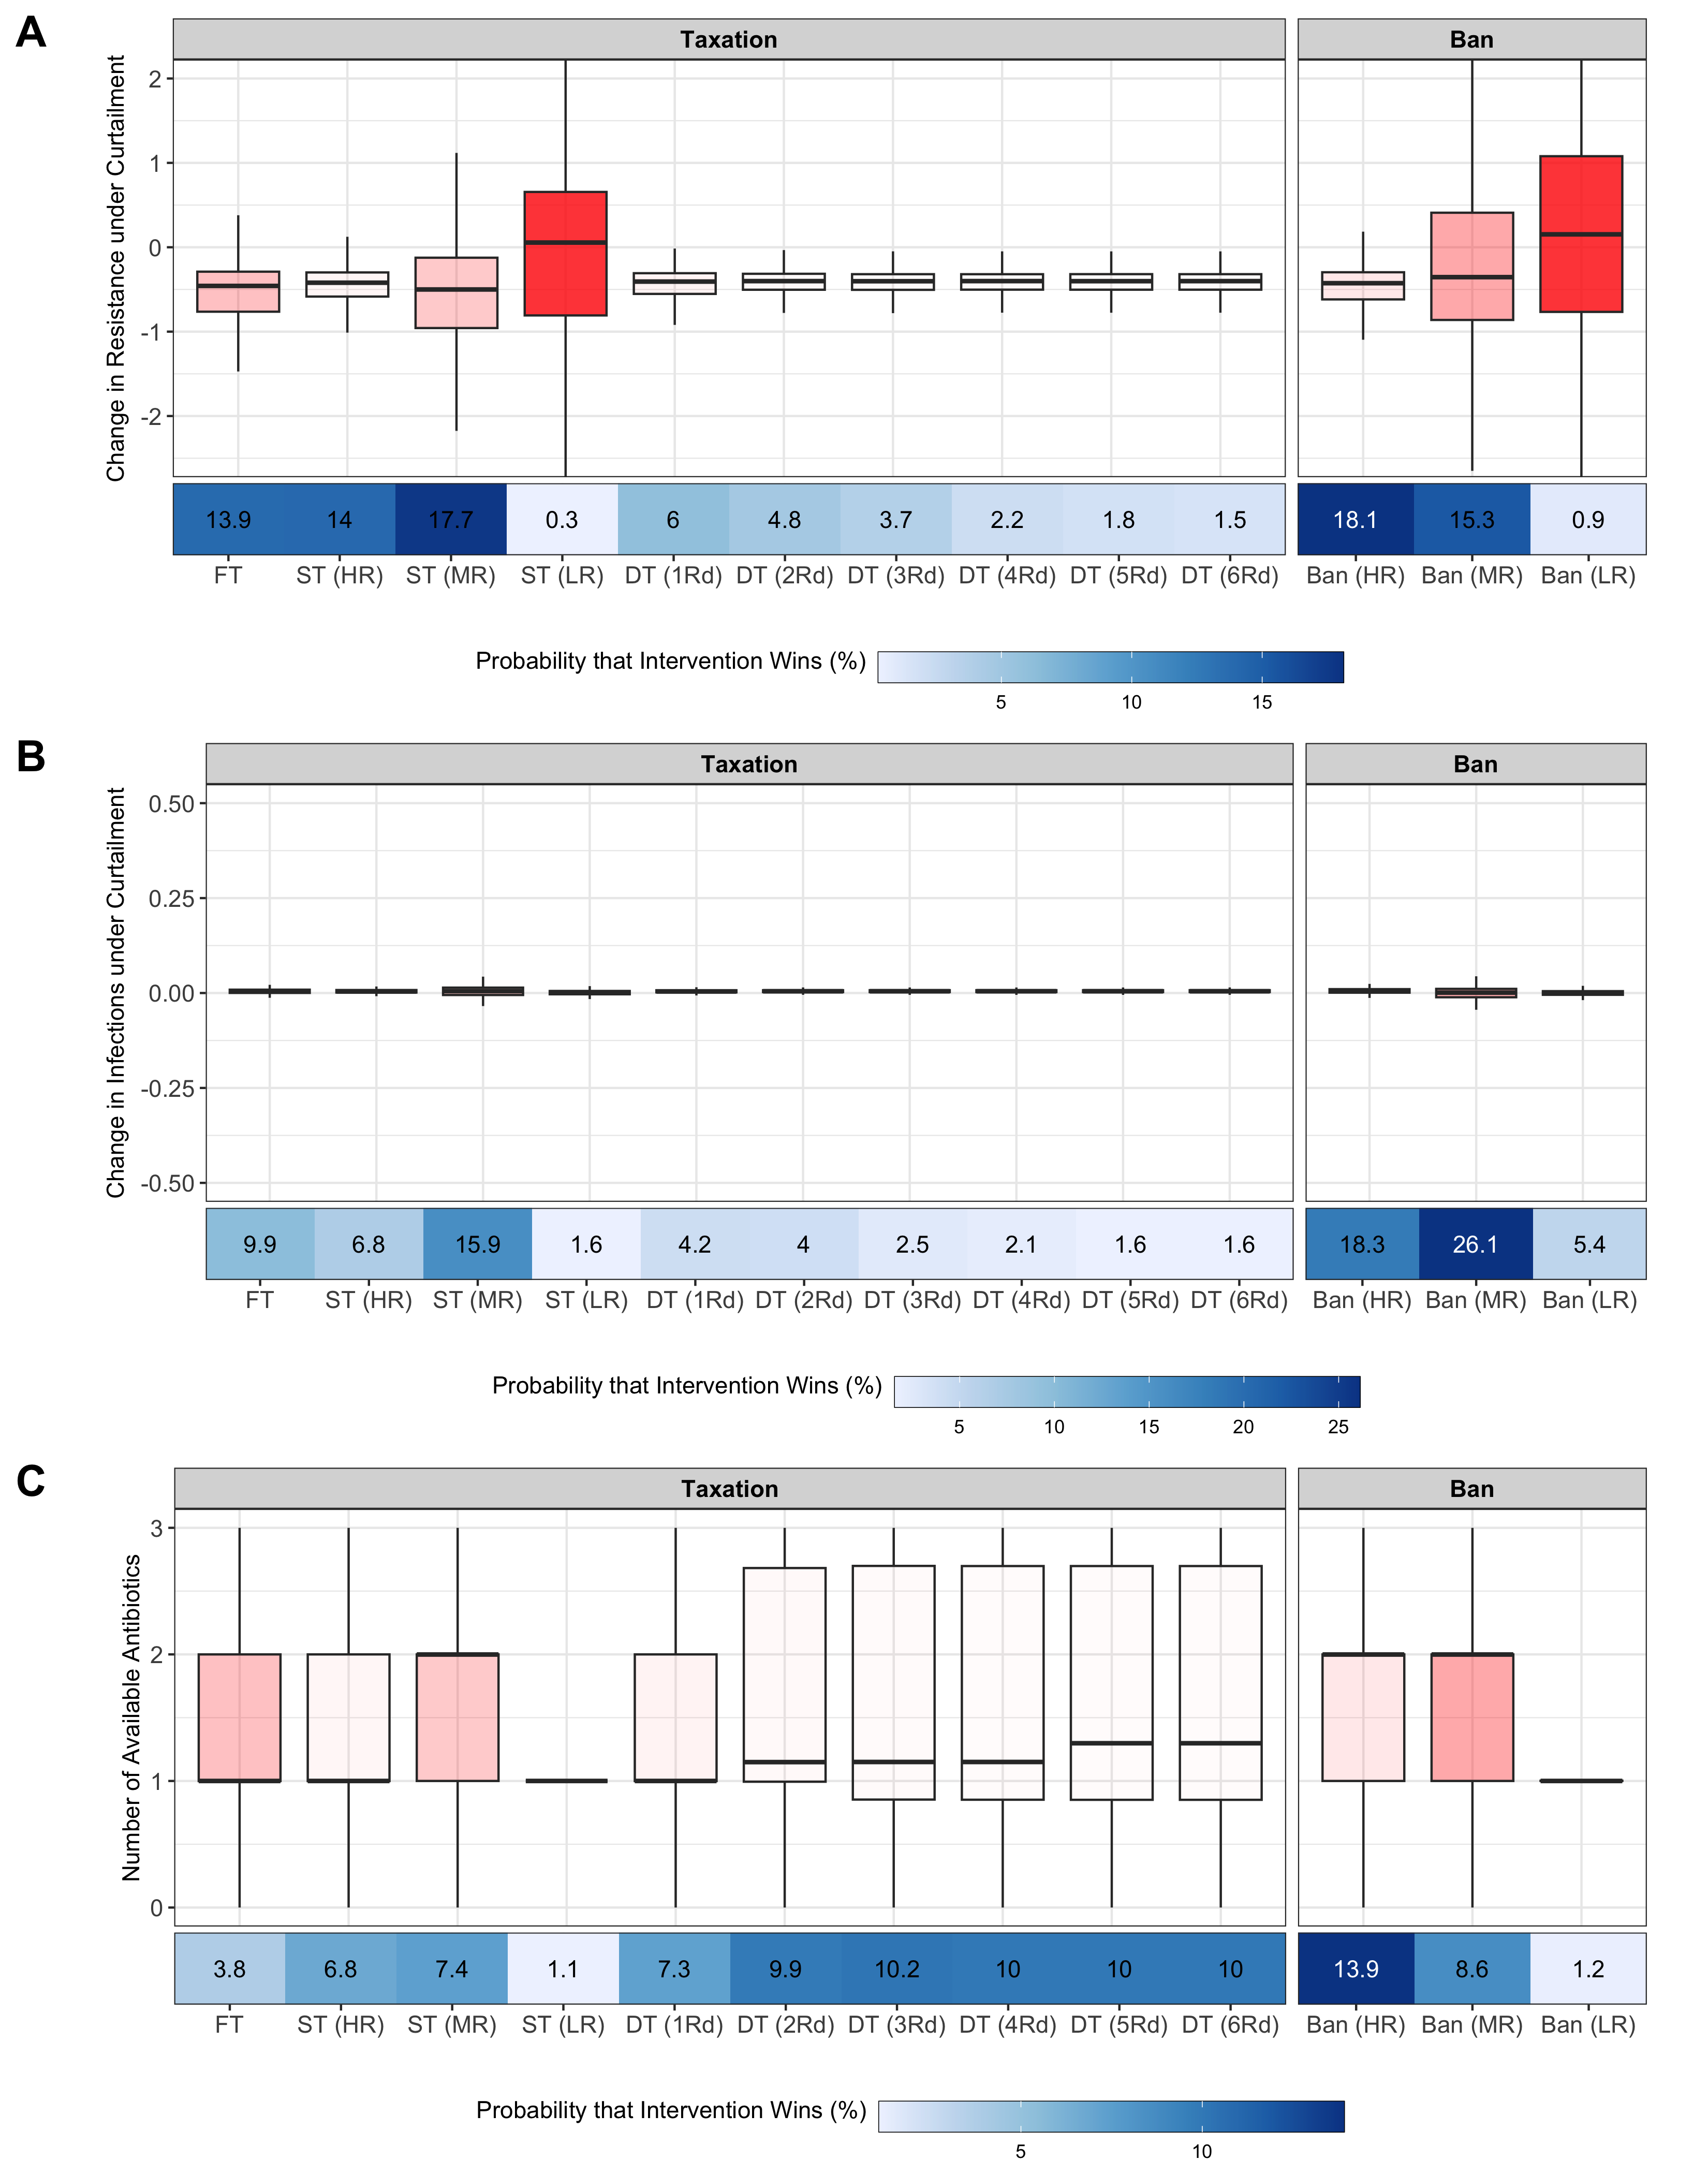 A
Taxation
Ban
Change in Resistance under Curtailment
2
1
0
-1
-2
13.9 14 17.7 0.3 6 4.8 3.7 2.2 1.8 1.5 18.1 15.3 0.9
FT ST (HR) ST (MR) ST (LR) DT (1Rd) DT (2Rd) DT (3Rd) DT (4Rd) DT (5Rd) DT (6Rd) Ban (HR) Ban (MR) Ban (LR)
Probability that Intervention Wins (%)
5 10 15
B
Taxation
Ban
Change in Infections under Curtailment
0.50
0.25
0.00
-0.25
-0.50
9.9 6.8 15.9 1.6 4.2 4 2.5 2.1 1.6 1.6 18.3 26.1 5.4
FT ST (HR) ST (MR) ST (LR) DT (1Rd) DT (2Rd) DT (3Rd) DT (4Rd) DT (5Rd) DT (6Rd) Ban (HR) Ban (MR) Ban (LR)
Probability that Intervention Wins (%)
5 10 15 20 25
C
Taxation
Ban
Number of Available Antibiotics
3
2
1
0
3.8 6.8 7.4 1.1 7.3 9.9 10.2 10 10 10 13.9 8.6 1.2
FT ST (HR) ST (MR) ST (LR) DT (1Rd) DT (2Rd) DT (3Rd) DT (4Rd) DT (5Rd) DT (6Rd) Ban (HR) Ban (MR) Ban (LR)
Probability that Intervention Wins (%)
5 10